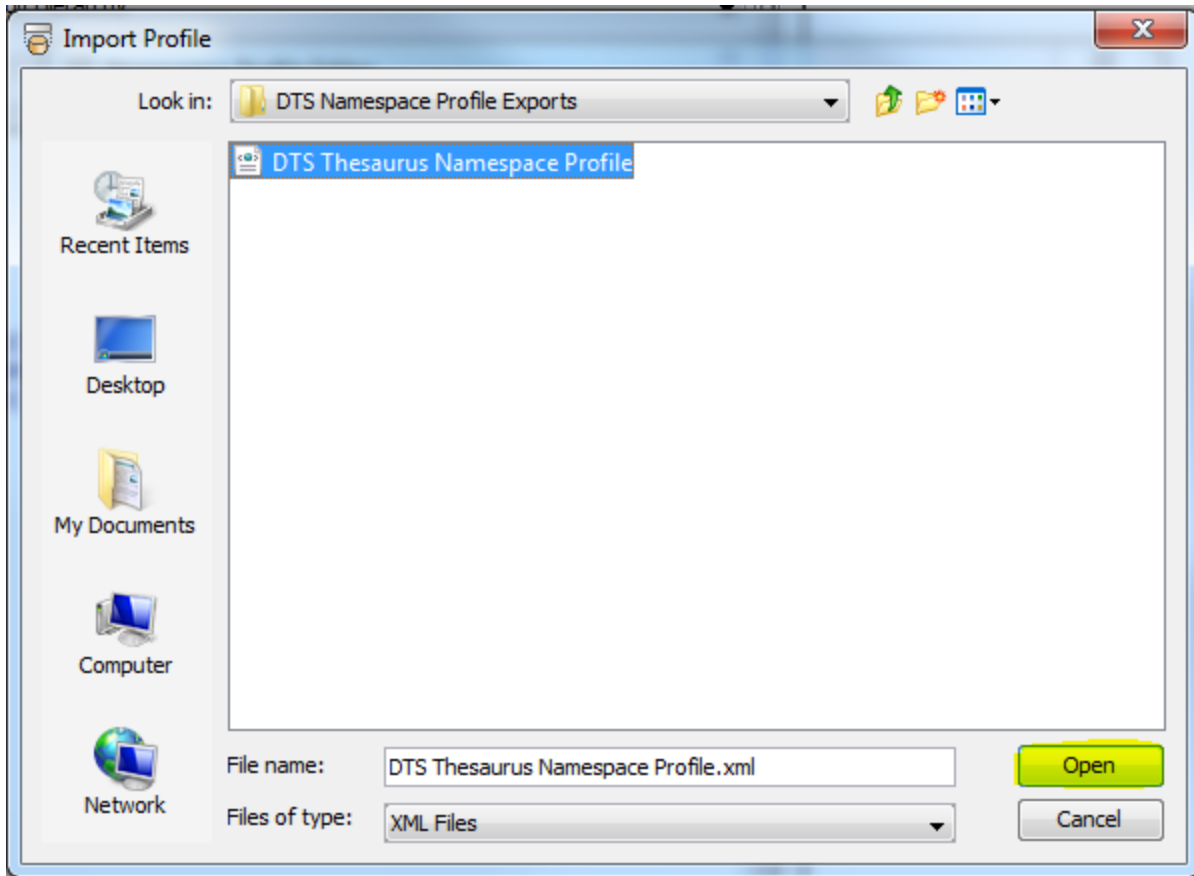 Import Profile
Look in:
DTS Namespace Profile Exports
DTS Thesaurus Namespace Profile
Recent Items
Desktop
My Documents
Computer
Network
File name:
DTS Thesaurus Namespace Profile.xml
Open
Files of type:
XML Files
Cancel